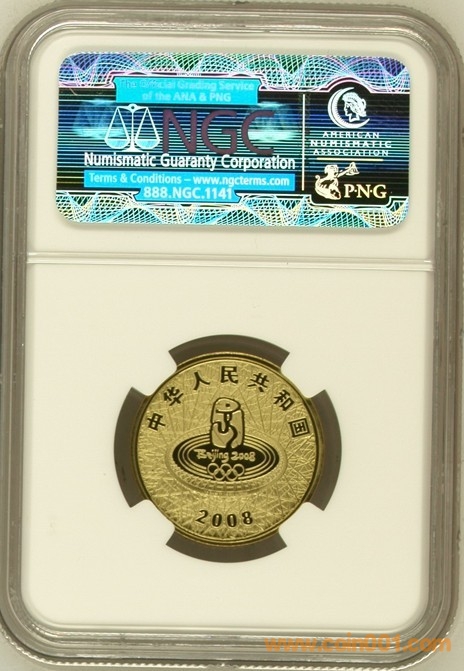 The Official Grading Service
of the ANA & PNG
NGC
Numismatic Guaranty Corporation
Terms & Conditions – www.ngcterms.com
888.NGC.1141
AMERICAN
NUMISMATIC
ASSOCIATION
P·N·G
中华人民共和国
Beijing 2008
2008
www.coin001.com